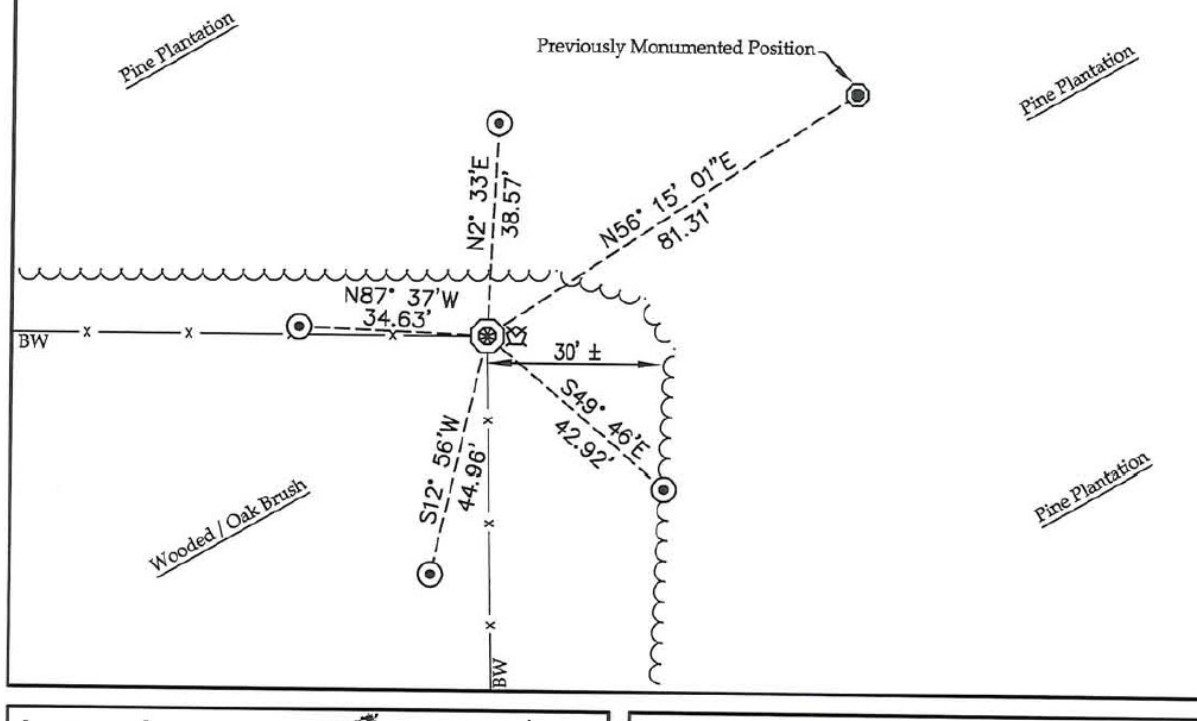 Pine Plantation
Previously Monumented Position
Pine Plantation
N2° 33'E
38.57'
N56° 15' 01"E
81.31'
N87° 37'W
34.63'
BW
x
x
x
30' ±
S49° 46'E
42.92'
S12° 56'W
44.96'
x
x
x
BW
Wooded / Oak Brush
Pine Plantation